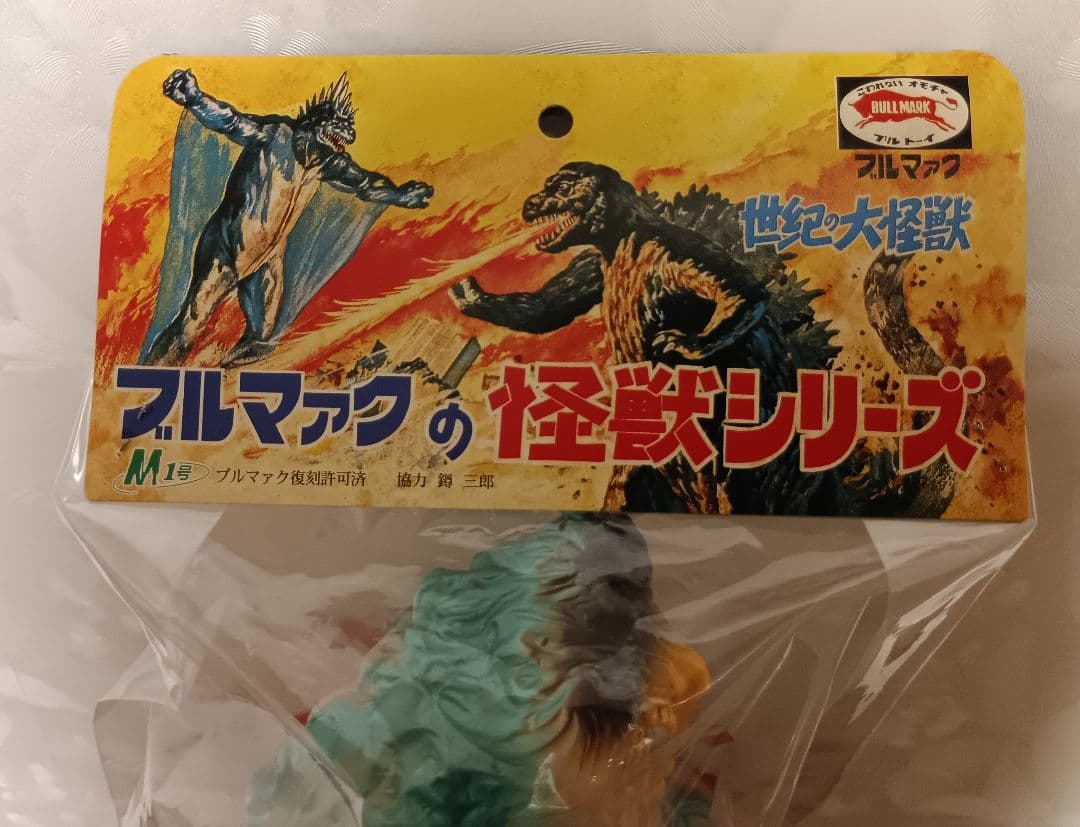 こわれない オモチャ
BULLMARK
ブルトーイ
ブルマァク
世紀の大怪獣
ブルマァクの怪獣シリーズ
M1号 ブルマァク復刻許可済 協力 鐏 三郎